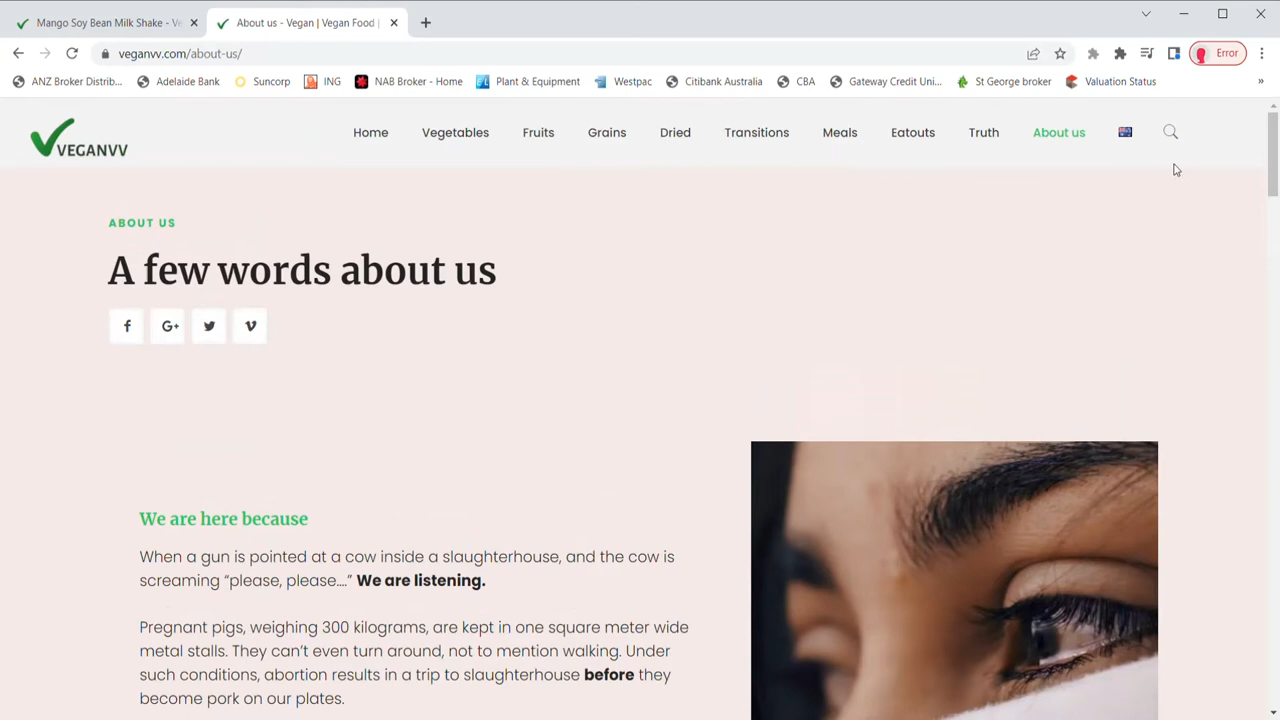 Mango Soy Bean Milk Shake - Ve
About us - Vegan | Vegan Food |
veganvv.com/about-us/
Error
ANZ Broker Distrib...
Adelaide Bank
Suncorp
ING
NAB Broker - Home
Plant & Equipment
Westpac
Citibank Australia
CBA
Gateway Credit Uni...
St George broker
Valuation Status
»
VEGANVV
Home
Vegetables
Fruits
Grains
Dried
Transitions
Meals
Eatouts
Truth
About us
ABOUT US
A few words about us
We are here because
When a gun is pointed at a cow inside a slaughterhouse, and the cow is
screaming “please, please....” We are listening.
Pregnant pigs, weighing 300 kilograms, are kept in one square meter wide
metal stalls. They can’t even turn around, not to mention walking. Under
such conditions, abortion results in a trip to slaughterhouse before they
become pork on our plates.